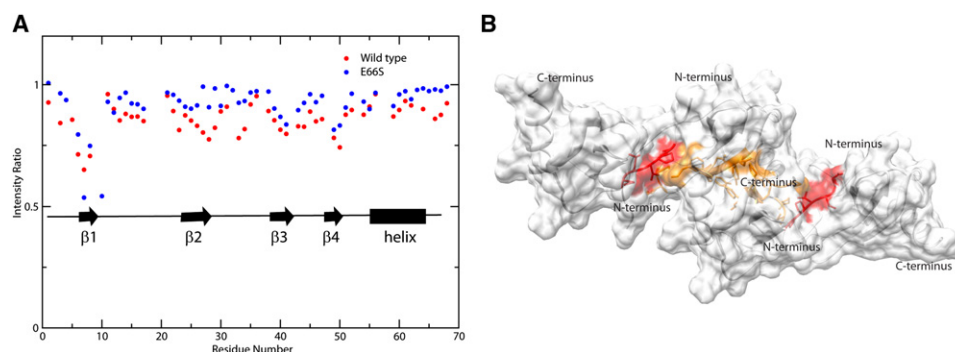 A
Intensity Ratio
1
0.5
0
Wild type
E66S
β1
β2
β3
β4
helix
0
10
20
30
40
50
60
70
Residue Number
B
C-terminus
N-terminus
N-terminus
C-terminus
N-terminus
N-terminus
C-terminus